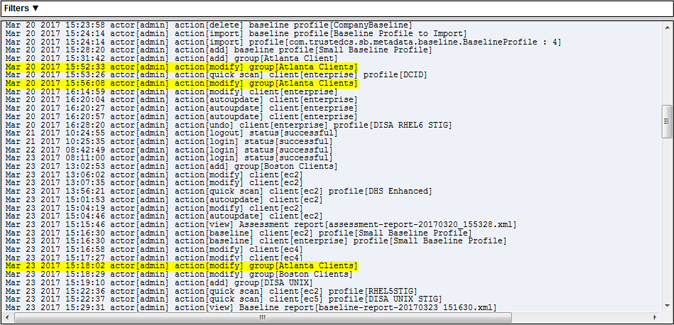 Filters ▼
Mar 20 2017 15:23:58 actor[admin] action[delete] baseline profile[CompanyBaseline]
Mar 20 2017 15:24:14 actor[admin] action[import] baseline profile[Baseline Profile to Import]
Mar 20 2017 15:24:14 actor[admin] action[import] profile[com.trustedcs.sb.metadata.baseline.BaselineProfile : 4]
Mar 20 2017 15:28:20 actor[admin] action[add] baseline profile[Small Baseline Profile]
Mar 20 2017 15:31:42 actor[admin] action[add] group[Atlanta Client]
Mar 20 2017 15:52:33 actor[admin] action[modify] group[Atlanta Clients]
Mar 20 2017 15:53:26 actor[admin] action[quick scan] client[enterprise] profile[DCID]
Mar 20 2017 15:56:08 actor[admin] action[modify] group[Atlanta Clients]
Mar 20 2017 16:14:59 actor[admin] action[modify] client[enterprise]
Mar 20 2017 16:20:04 actor[admin] action[autoupdate] client[enterprise]
Mar 20 2017 16:20:27 actor[admin] action[autoupdate] client[enterprise]
Mar 20 2017 16:20:57 actor[admin] action[autoupdate] client[enterprise]
Mar 20 2017 16:28:20 actor[admin] action[undo] client[enterprise] profile[DISA RHEL6 STIG]
Mar 21 2017 10:24:55 actor[admin] action[logout] status[successful]
Mar 21 2017 10:25:35 actor[admin] action[login] status[successful]
Mar 22 2017 08:42:49 actor[admin] action[login] status[successful]
Mar 23 2017 08:11:00 actor[admin] action[login] status[successful]
Mar 23 2017 13:02:53 actor[admin] action[add] group[Boston Clients]
Mar 23 2017 13:06:02 actor[admin] action[modify] client[ec2]
Mar 23 2017 13:07:35 actor[admin] action[modify] client[ec2]
Mar 23 2017 13:56:21 actor[admin] action[quick scan] client[ec2] profile[DHS Enhanced]
Mar 23 2017 15:01:53 actor[admin] action[autoupdate] client[ec2]
Mar 23 2017 15:04:19 actor[admin] action[modify] client[ec2]
Mar 23 2017 15:04:46 actor[admin] action[autoupdate] client[ec2]
Mar 23 2017 15:15:46 actor[admin] action[view] Assessment report[assessment-report-20170320_155328.xml]
Mar 23 2017 15:16:30 actor[admin] action[baseline] client[ec2] profile[Small Baseline Profile]
Mar 23 2017 15:16:30 actor[admin] action[baseline] client[enterprise] profile[Small Baseline Profile]
Mar 23 2017 15:16:58 actor[admin] action[modify] client[ec4]
Mar 23 2017 15:17:27 actor[admin] action[modify] client[ec4]
Mar 23 2017 15:18:02 actor[admin] action[modify] group[Atlanta Clients]
Mar 23 2017 15:18:29 actor[admin] action[modify] group[Boston Clients]
Mar 23 2017 15:19:10 actor[admin] action[add] group[DISA UNIX]
Mar 23 2017 15:22:36 actor[admin] action[quick scan] client[ec2] profile[RHEL5STIG]
Mar 23 2017 15:22:37 actor[admin] action[quick scan] client[ec5] profile[DISA UNIX STIG]
Mar 23 2017 15:29:31 actor[admin] action[view] Baseline report[baseline-report-20170323 151630.xml]